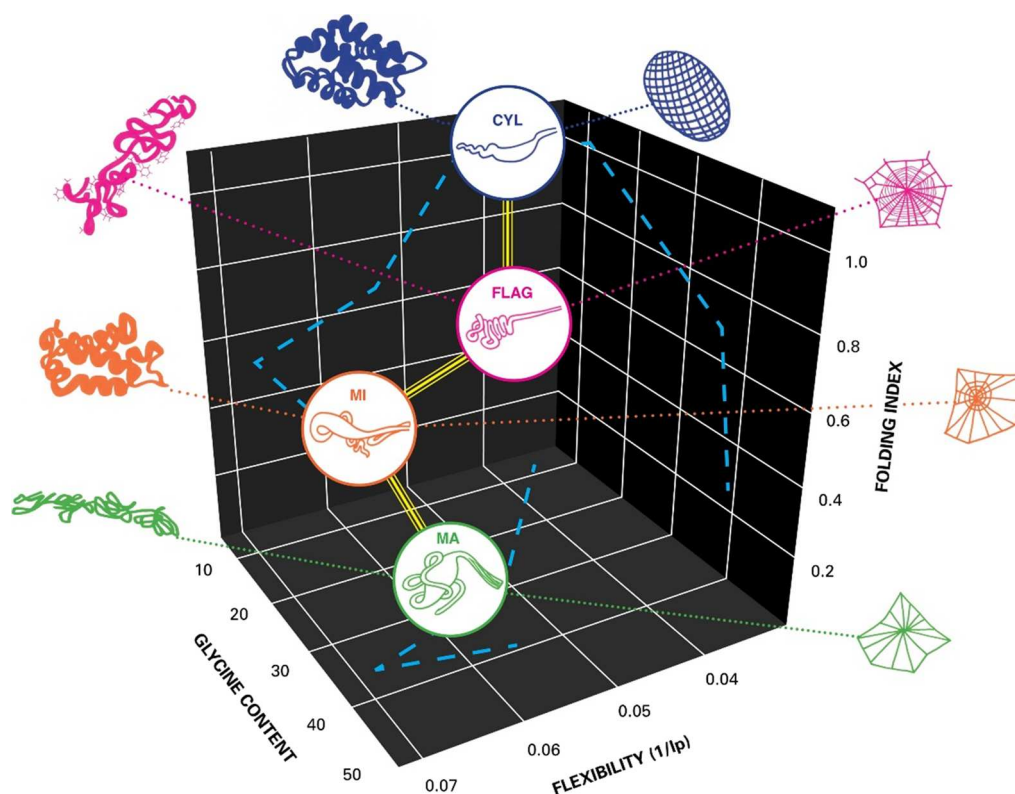 CYL
FLAG
MI
MA
1.0
0.8
0.6
0.4
0.2
FOLDING INDEX
10
20
30
40
50
GLYCINE CONTENT
0.07
0.06
0.05
0.04
FLEXIBILITY (1/lp)